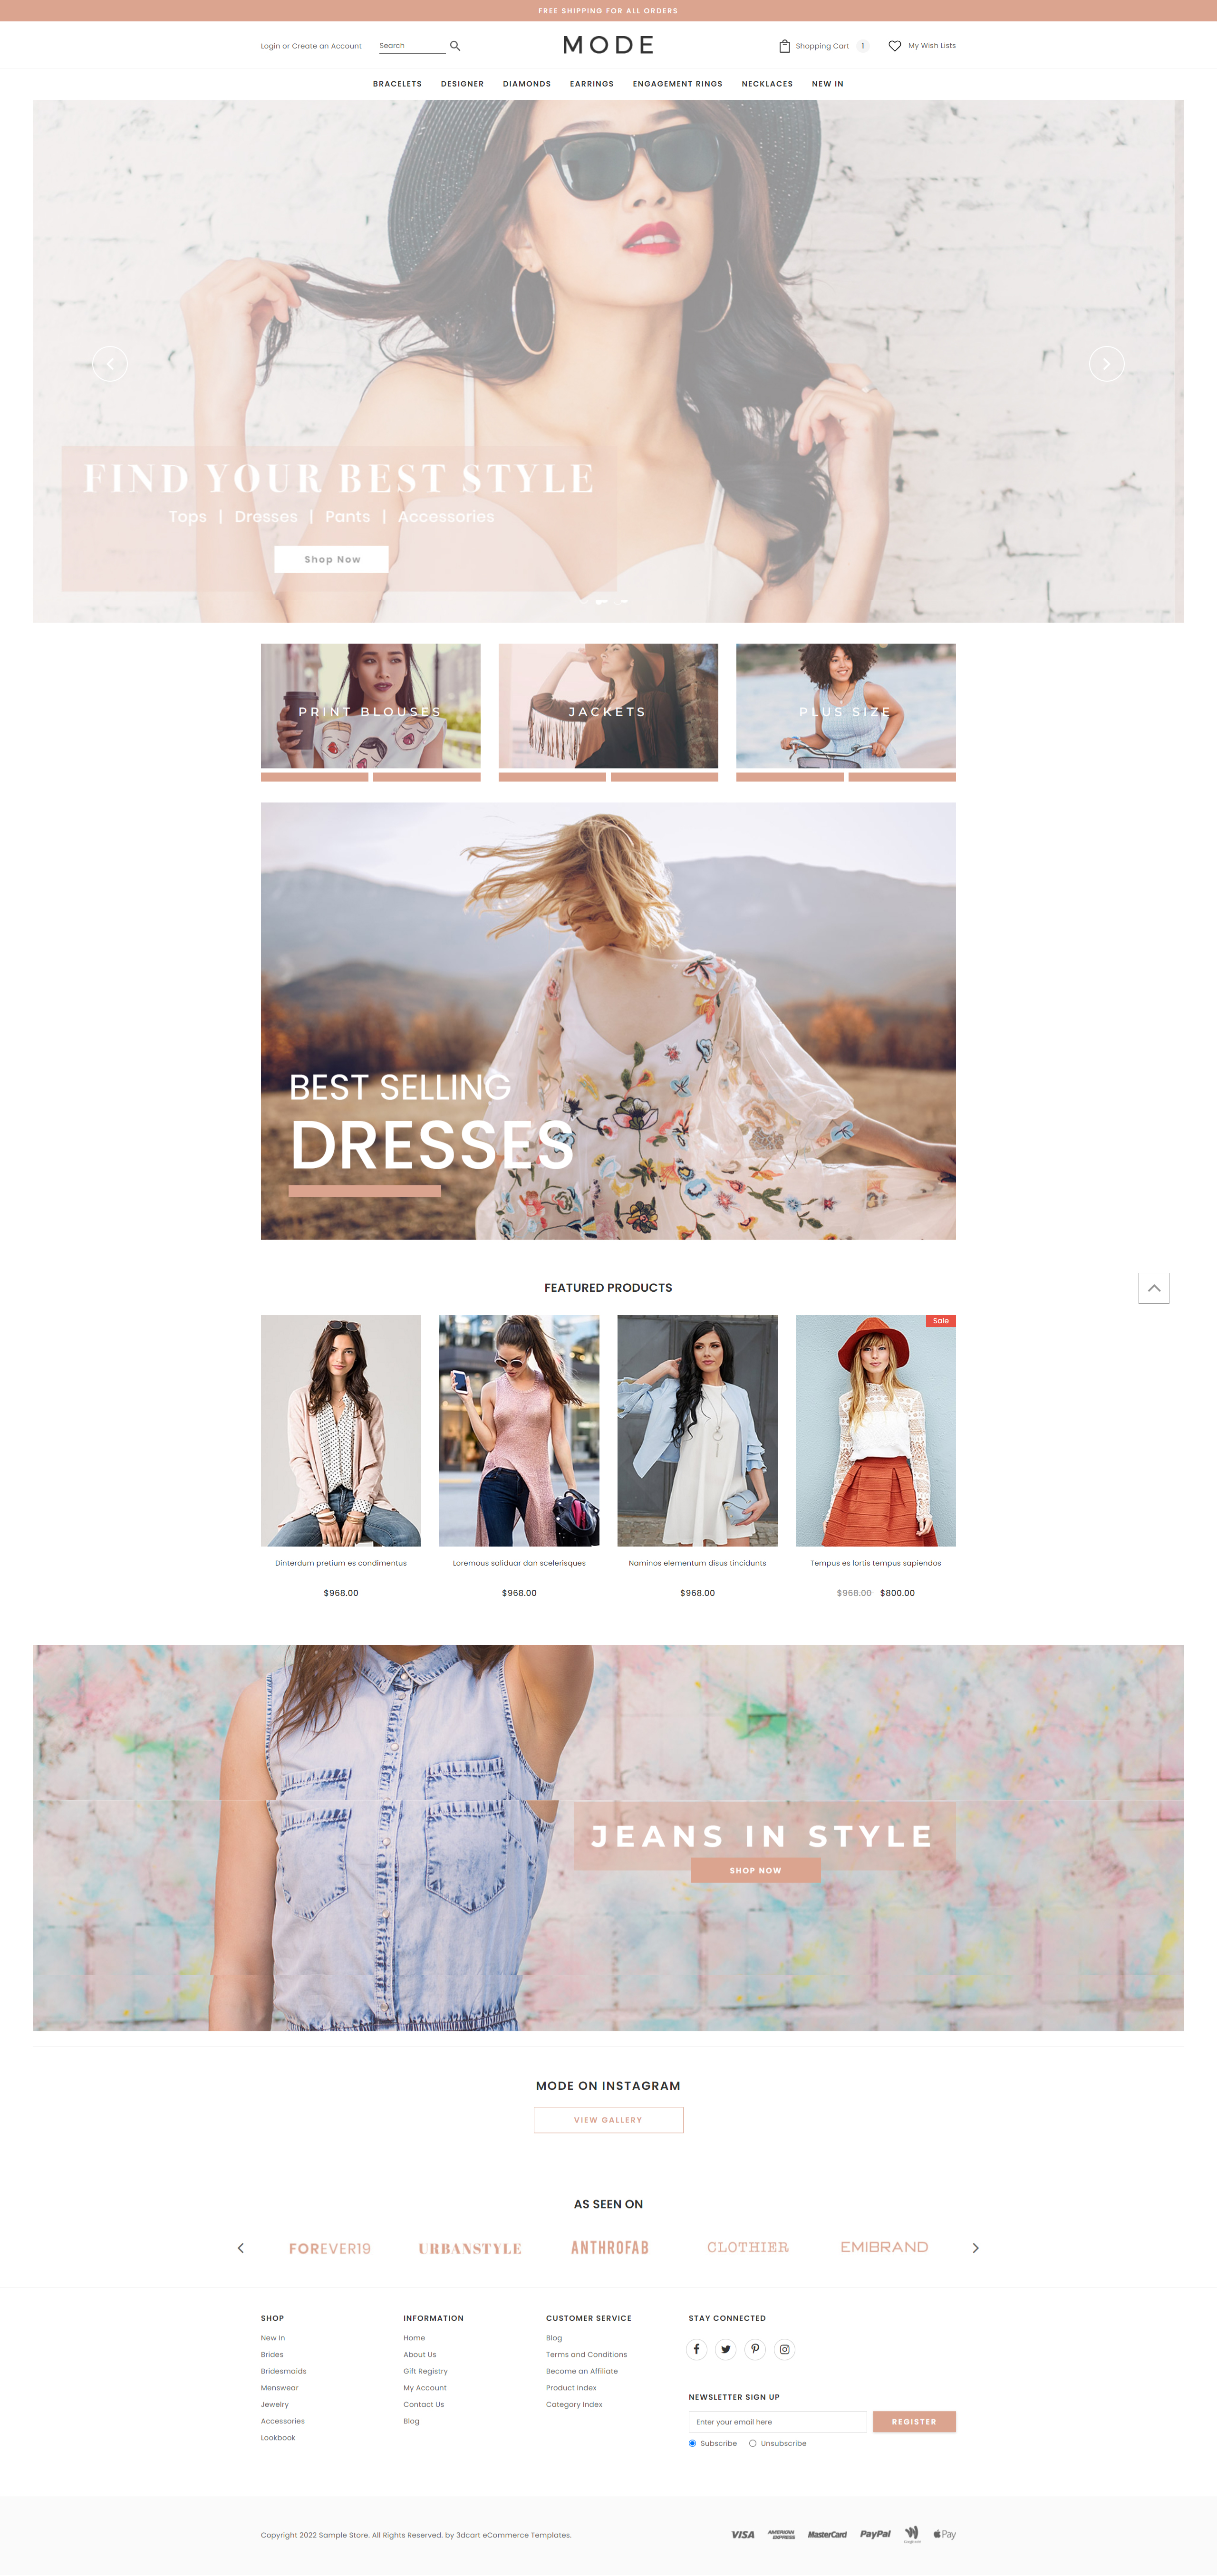 FREE SHIPPING FOR ALL ORDERS
Login or Create an Account
Search
MODE
Shopping Cart 1
My Wish Lists
BRACELETS DESIGNER DIAMONDS EARRINGS ENGAGEMENT RINGS NECKLACES NEW IN
FIND YOUR BEST STYLE
Tops | Dresses | Pants | Accessories
Shop Now
PRINT BLOUSES
JACKETS
PLUS SIZE
BEST SELLING
DRESSES
FEATURED PRODUCTS
Sale
Dinterdum pretium es condimentus
Loremous saliduar dan scelerisques
Naminos elementum disus tincidunts
Tempus es lortis tempus sapiendos
$968.00
$968.00
$968.00
$968.00 $800.00
JEANS IN STYLE
SHOP NOW
MODE ON INSTAGRAM
VIEW GALLERY
AS SEEN ON
FOREVER19
URBANSTYLE
ANTHROFAB
CLOTHIER
EMIBRAND
SHOP
New In
Brides
Bridesmaids
Menswear
Jewelry
Accessories
Lookbook
INFORMATION
Home
About Us
Gift Registry
My Account
Contact Us
Blog
CUSTOMER SERVICE
Blog
Terms and Conditions
Become an Affiliate
Product Index
Category Index
STAY CONNECTED
NEWSLETTER SIGN UP
Enter your email here
REGISTER
Subscribe Unsubscribe
Copyright 2022 Sample Store. All Rights Reserved. by 3dcart eCommerce Templates.
VISA
AMERICAN EXPRESS
MasterCard
PayPal
Pay